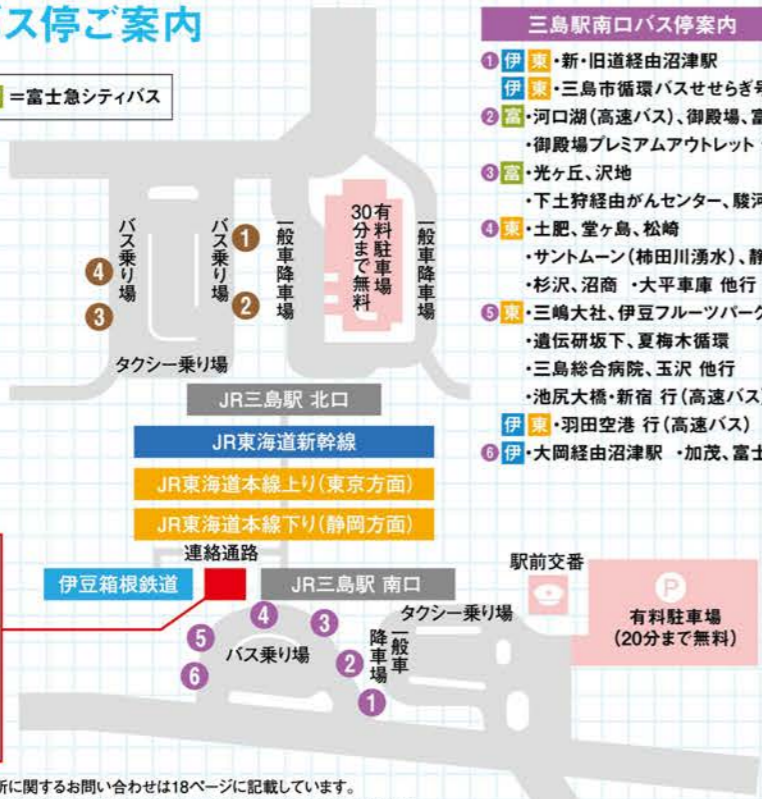 ス停ご案内
=富士急シティバス
三島駅南口バス停案内
1 伊 東・新・旧道経由沼津駅
伊 東・三島市循環バスせせらぎ号
2 富・河口湖(高速バス)、御殿場、富
・御殿場プレミアムアウトレット
3 富・光ヶ丘、沢地
・下土狩経由がんセンター、駿河
4 東・土肥、堂ヶ島、松崎
・サントムーン(柿田川湧水)、静
・杉沢、沼商 ・大平車庫 他行
5 東・三嶋大社、伊豆フルーツパーク
・遺伝研坂下、夏梅木循環
・三島総合病院、玉沢 他行
・池尻大橋・新宿 行(高速バス)
伊 東・羽田空港 行(高速バス)
6 伊・大岡経由沼津駅 ・加茂、富士
バス乗り場
4
3
バス乗り場
1
2
一般車降車場
有料駐車場
30分まで無料
一般車降車場
タクシー乗り場
JR三島駅 北口
JR東海道新幹線
JR東海道本線上り(東京方面)
JR東海道本線下り(静岡方面)
連絡通路
伊豆箱根鉄道
JR三島駅 南口
駅前交番
P
有料駐車場
(20分まで無料)
タクシー乗り場
一般車
降車場
バス乗り場
4
3
5
2
6
1
所に関するお問い合わせは18ページに記載しています。